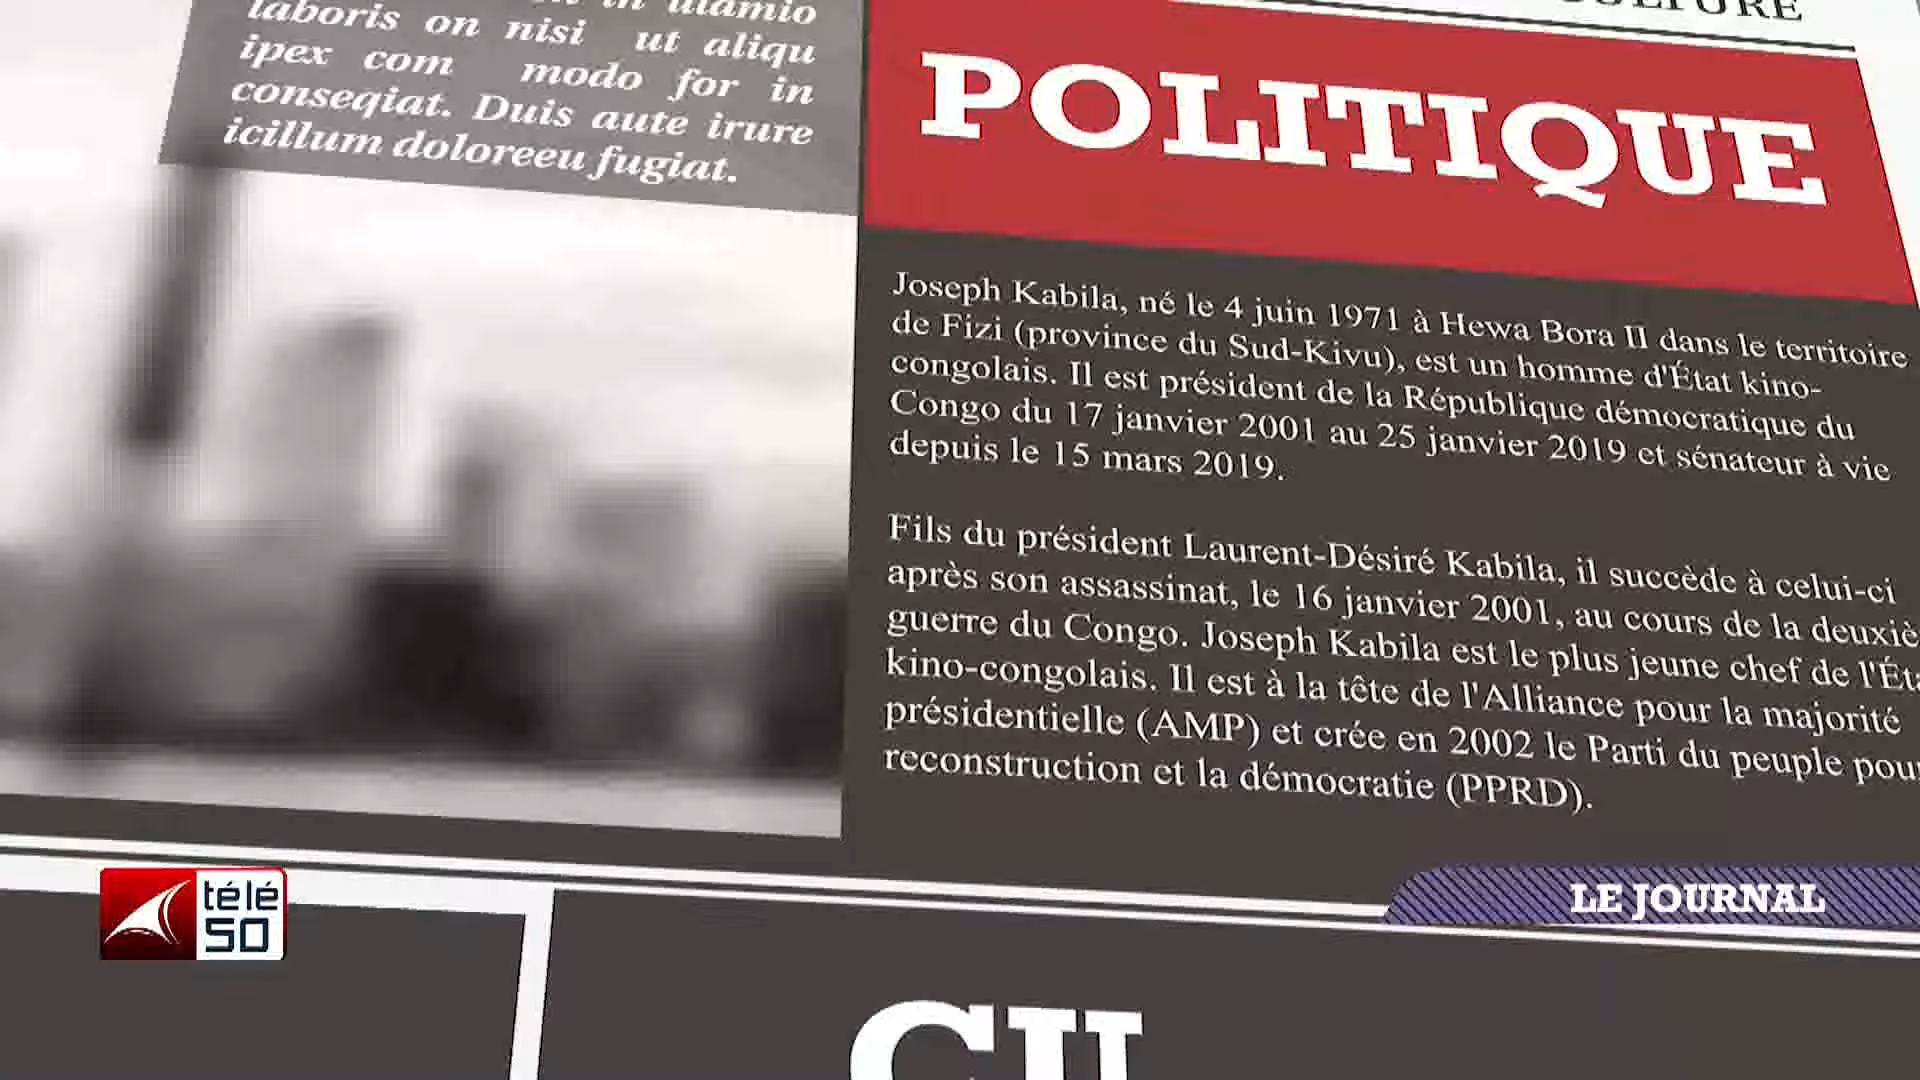 laboris on nisi ut aliqu
ipex com modo for in
conseqiat. Duis aute irure
icillum doloreeu fugiat.
POLITIQUE
Joseph Kabila, né le 4 juin 1971 à Hewa Bora II dans le territoire
de Fizi (province du Sud-Kivu), est un homme d'État kino-
congolais. Il est président de la République démocratique du
Congo du 17 janvier 2001 au 25 janvier 2019 et sénateur à vie
depuis le 15 mars 2019.
Fils du président Laurent-Désiré Kabila, il succède à celui-ci
après son assassinat, le 16 janvier 2001, au cours de la deuxiè
guerre du Congo. Joseph Kabila est le plus jeune chef de l'Éta
kino-congolais. Il est à la tête de l'Alliance pour la majorité
présidentielle (AMP) et crée en 2002 le Parti du peuple pour
reconstruction et la démocratie (PPRD).
télé
50
LE JOURNAL